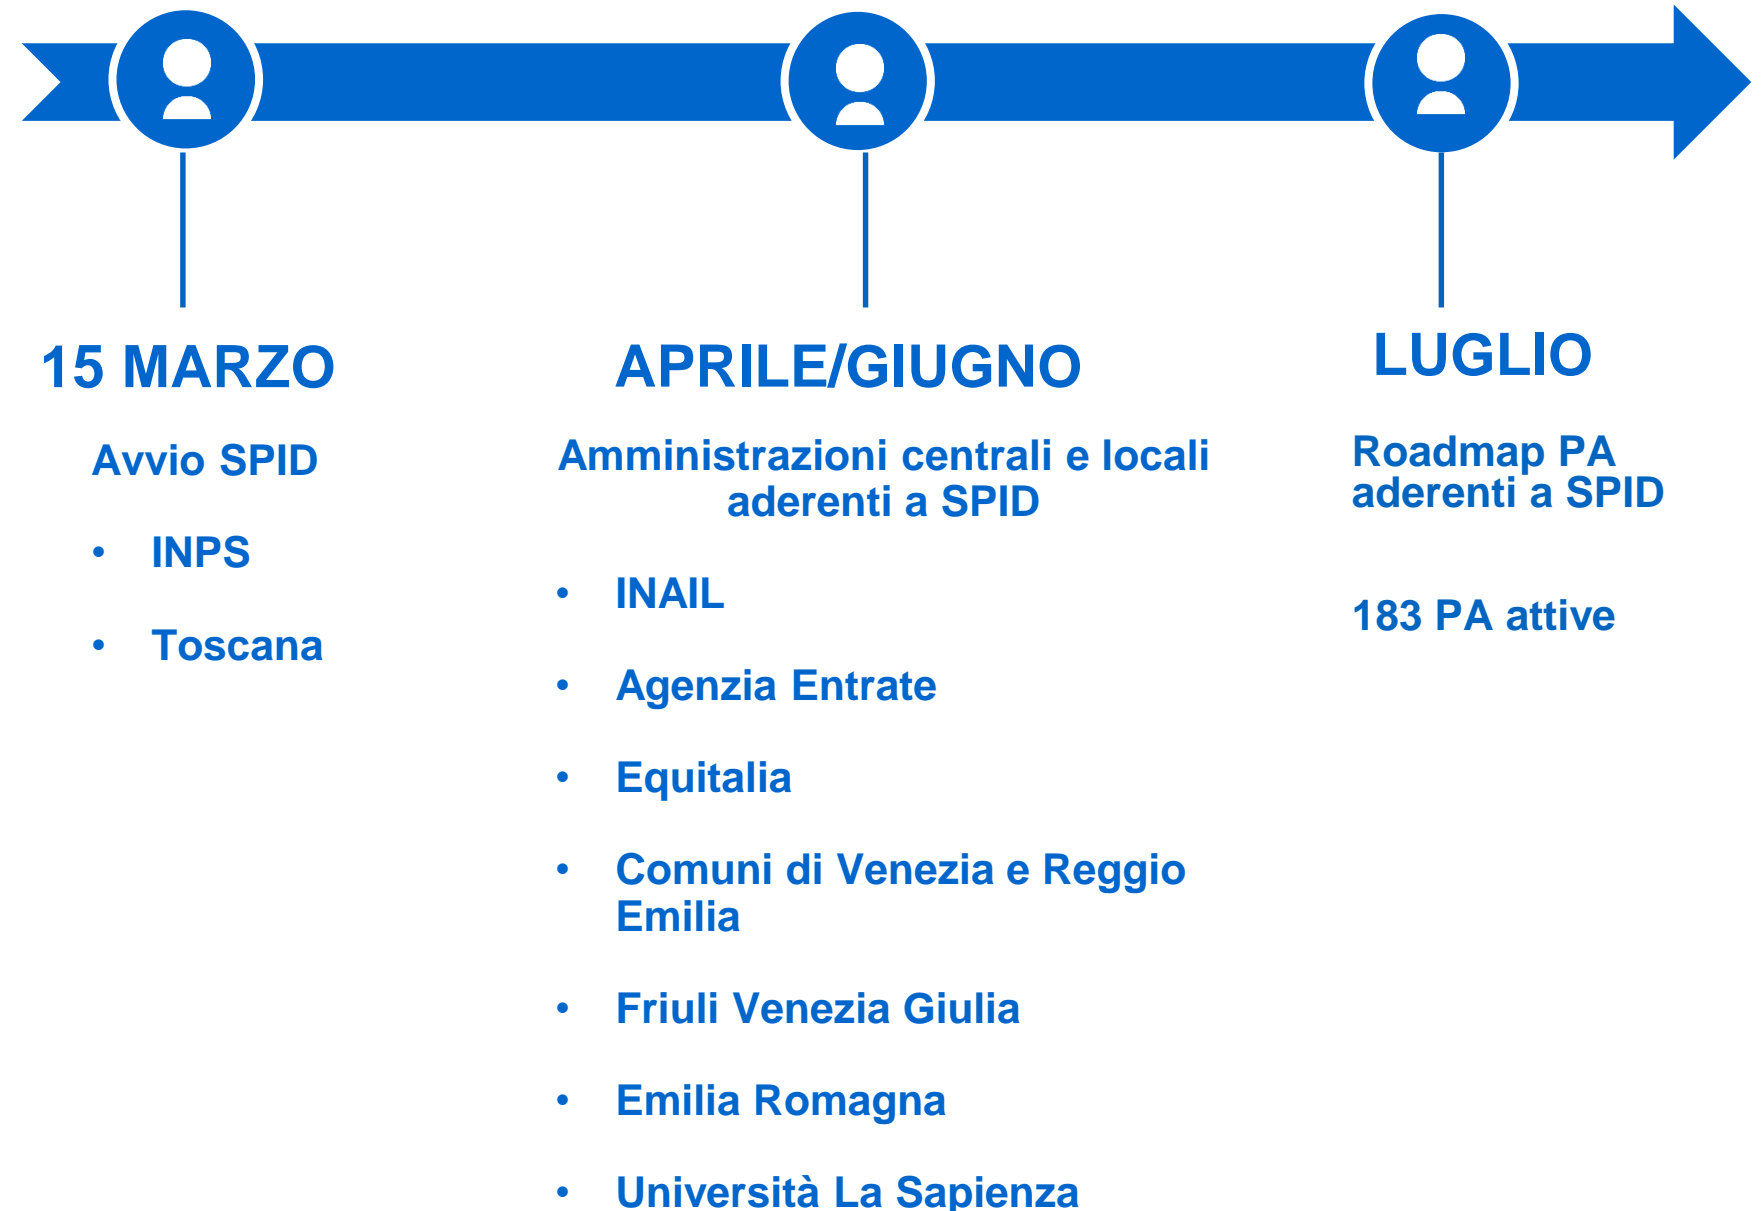 15 MARZO
Avvio SPID
• INPS
• Toscana
APRILE/GIUGNO
Amministrazioni centrali e locali
aderenti a SPID
• INAIL
• Agenzia Entrate
• Equitalia
• Comuni di Venezia e Reggio
Emilia
• Friuli Venezia Giulia
• Emilia Romagna
• Università La Sapienza
LUGLIO
Roadmap PA
aderenti a SPID
183 PA attive